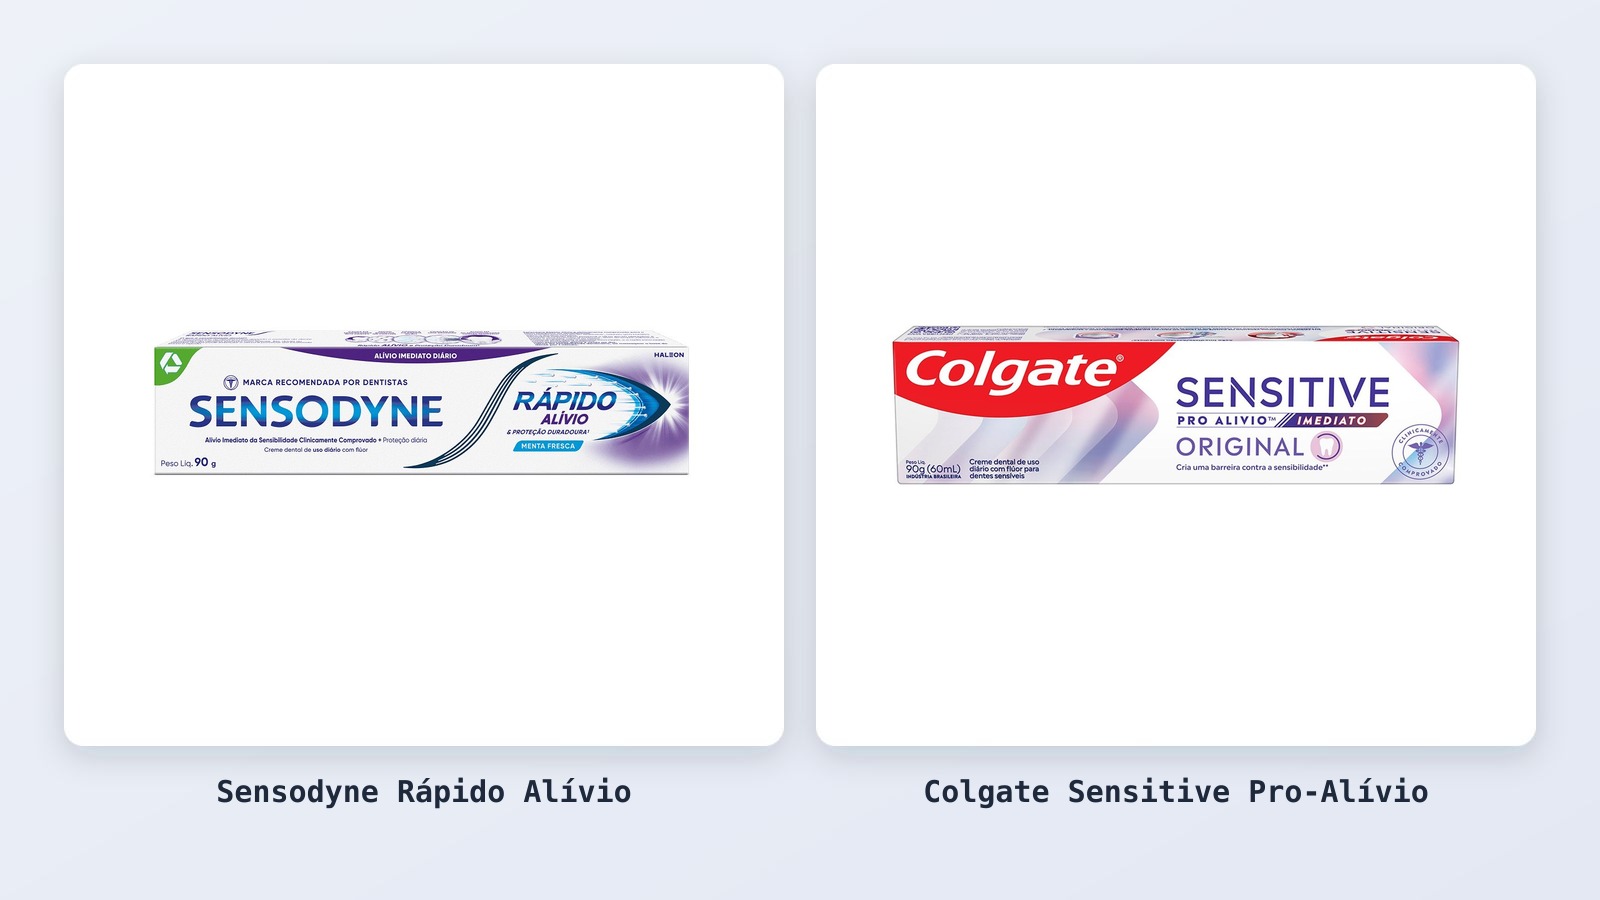 SENSODYNE
ALÍVIO IMEDIATO DIÁRIO
HALEON
MARCA RECOMENDADA POR DENTISTAS
SENSODYNE
Alívio Imediato da Sensibilidade Clinicamente Comprovado • Proteção diária
Creme dental de uso diário com flúor
Peso Líq. 90 g
RÁPIDO
ALÍVIO
& PROTEÇÃO DURADOURA¹
MENTA FRESCA
Colgate®
SENSITIVE
PRO ALIVIO™ IMEDIATO
ORIGINAL
Cria uma barreira contra a sensibilidade**
CLINICAMENTE
COMPROVADO
Peso Líq.
90g (60mL)
INDÚSTRIA BRASILEIRA
Creme dental de uso
diário com flúor para
dentes sensíveis
Sensodyne Rápido Alívio
Colgate Sensitive Pro-Alívio